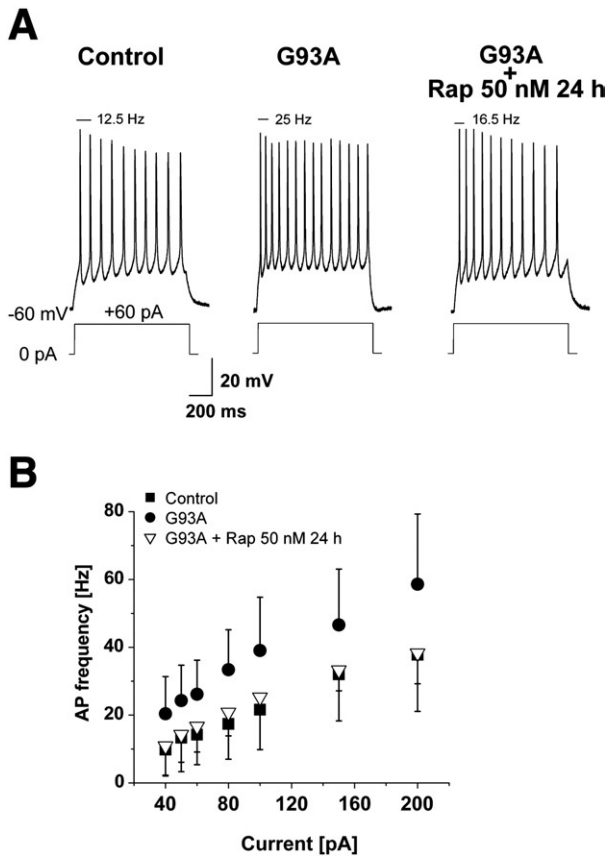 A
Control
G93A
G93A
+
Rap 50 nM 24 h
12.5 Hz
25 Hz
16.5 Hz
-60 mV
+60 pA
0 pA
20 mV
200 ms
B
Control
G93A
G93A + Rap 50 nM 24 h
AP frequency [Hz]
80
60
40
20
0
40 80 120 160 200
Current [pA]